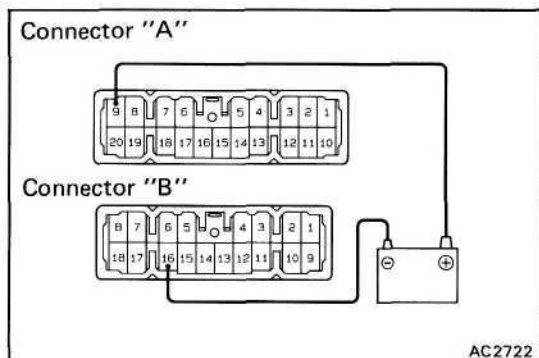 Connector "A"
9 8 7 6 5 4 3 2 1
20 19 18 17 16 15 14 13 12 11 10
Connector "B"
8 7 6 5 4 3 2 1
18 17 16 15 14 13 12 11 10 9
⊖ ⊕
AC2722